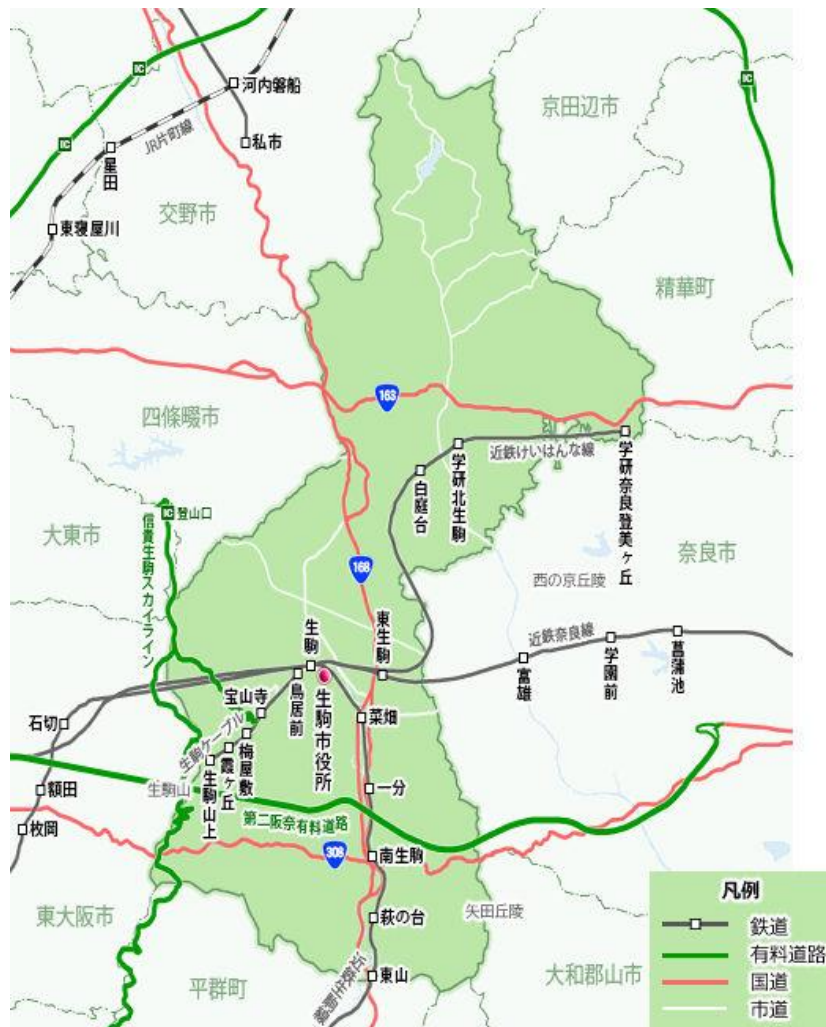 IC
IC
河内磐船
京田辺市
JR片町線
私市
IC
星田
交野市
東寝屋川
精華町
163
四條畷市
近鉄けいはんな線
学研奈良登美ヶ丘
学研北生駒
白庭台
IC 登山口
信貴生駒スカイライン
大東市
奈良市
168
西の京丘陵
生駒
東生駒
近鉄奈良線
菖蒲池
学園前
富雄
鳥居前
生駒市役所
宝山寺
菜畑
石切
生駒ケーブル
梅屋敷
霞ヶ丘
生駒山上
生駒山
額田
一分
第二阪奈有料道路
枚岡
308
南生駒
東大阪市
萩の台
矢田丘陵
平群町
近鉄生駒線
東山
大和郡山市
凡例
鉄道
有料道路
国道
市道